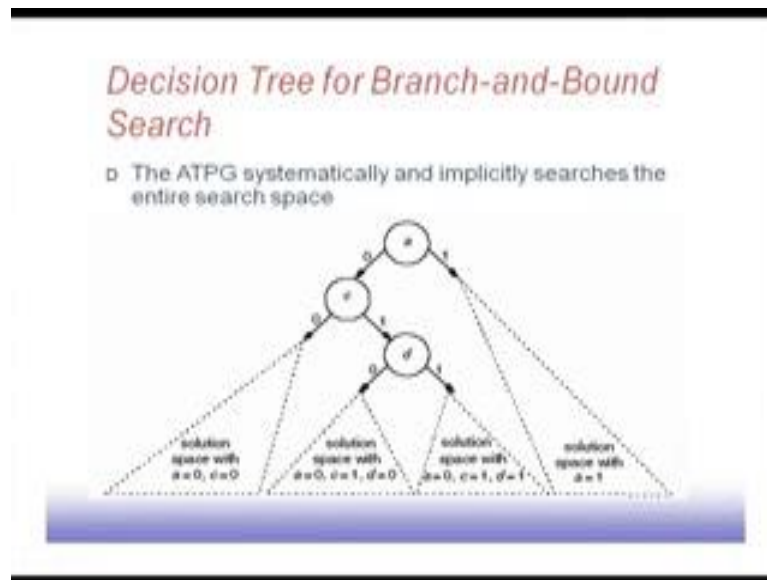 Decision Tree for Branch-and-Bound
Search
The ATPG systematically and implicitly searches the
entire search space
a
0 1
c
0 1
d
0 1
solution
space with
a=0, c=0
solution
space with
a=0, c=1, d=0
solution
space with
a=0, c=1, d=1
solution
space with
a=1